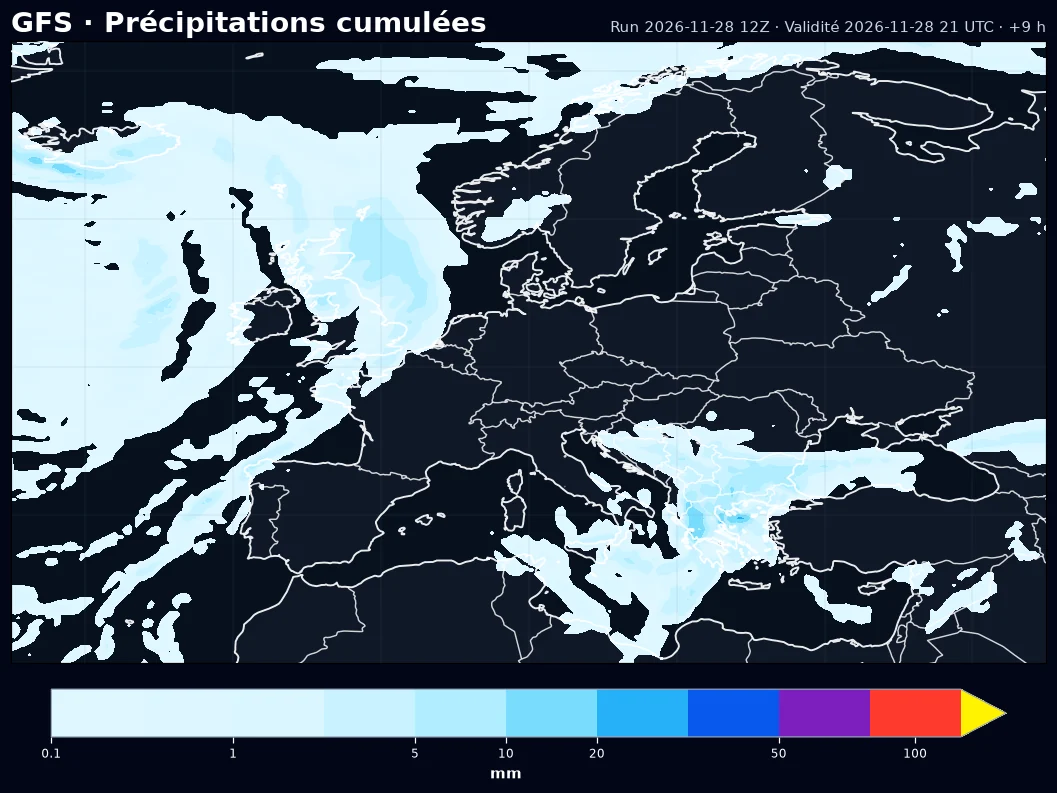 GFS · Précipitations cumulées
Run 2026-11-28 12Z · Validité 2026-11-28 21 UTC · +9 h
0.1 1 5 10 20 50 100
mm